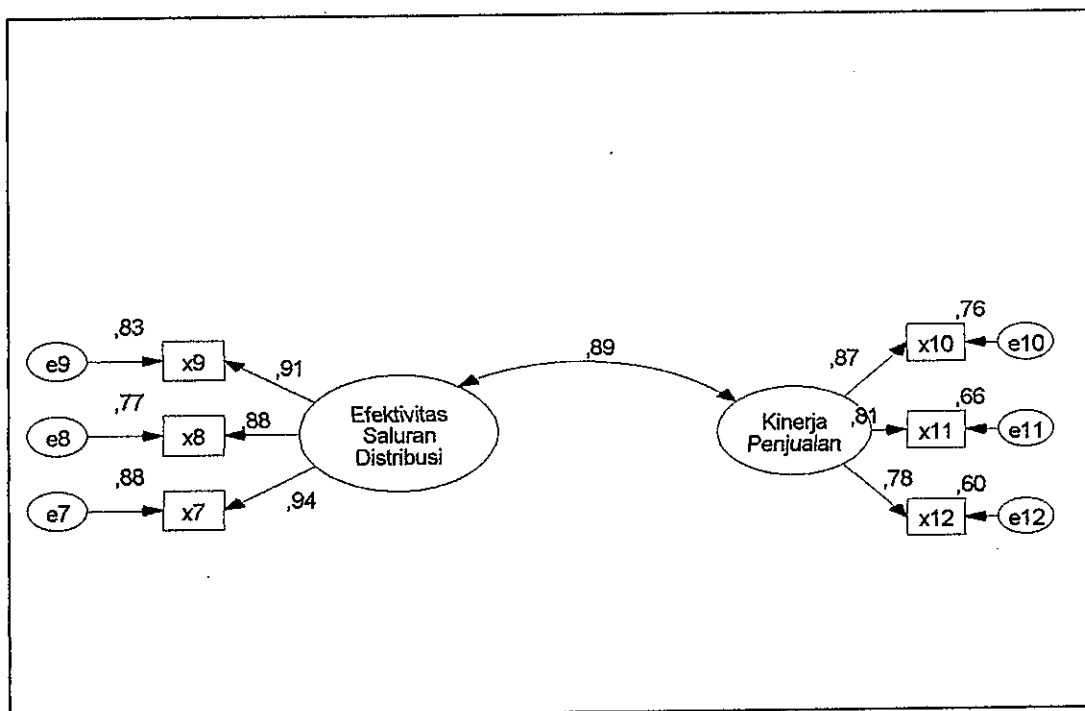 ,83
e9
x9
,91
,77
e8
x8
,88
,88
e7
x7
,94
Efektivitas
Saluran
Distribusi
,89
Kinerja
Penjualan
,76
,87
x10
e10
,66
,81
x11
e11
,60
,78
x12
e12